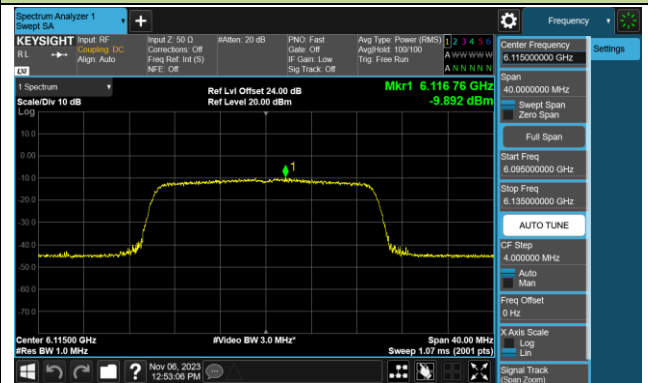 Spectrum Analyzer 1
Swept SA
Frequency
KEYSIGHT
Input: RF
Input Z: 50 Ω
#Atten: 20 dB
PNO: Fast
Avg Type: Power (RMS)
1 2 3 4 5 6
RL
Coupling: DC
Corrections: Off
Gate: Off
Avg|Hold: 100/100
A W W W W W
Align: Auto
Freq Ref: Int (S)
IF Gain: Low
Trig: Free Run
LXI
NFE: Off
Sig Track: Off
A N N N N N
1 Spectrum
Ref Lvl Offset 24.00 dB
Mkr1 6.116 76 GHz
Scale/Div 10 dB
Ref Level 20.00 dBm
-9.892 dBm
Log
10.0
0.00
-10.0
-20.0
-30.0
-40.0
-50.0
-60.0
-70.0
1
Center 6.11500 GHz
#Video BW 3.0 MHz*
Span 40.00 MHz
#Res BW 1.0 MHz
Sweep 1.07 ms (2001 pts)
Nov 06, 2023
12:53:06 PM
Center Frequency
6.115000000 GHz
Settings
Span
40.0000000 MHz
Swept Span
Zero Span
Full Span
Start Freq
6.095000000 GHz
Stop Freq
6.135000000 GHz
AUTO TUNE
CF Step
4.000000 MHz
Auto
Man
Freq Offset
0 Hz
X Axis Scale
Log
Lin
Signal Track
(Span Zoom)